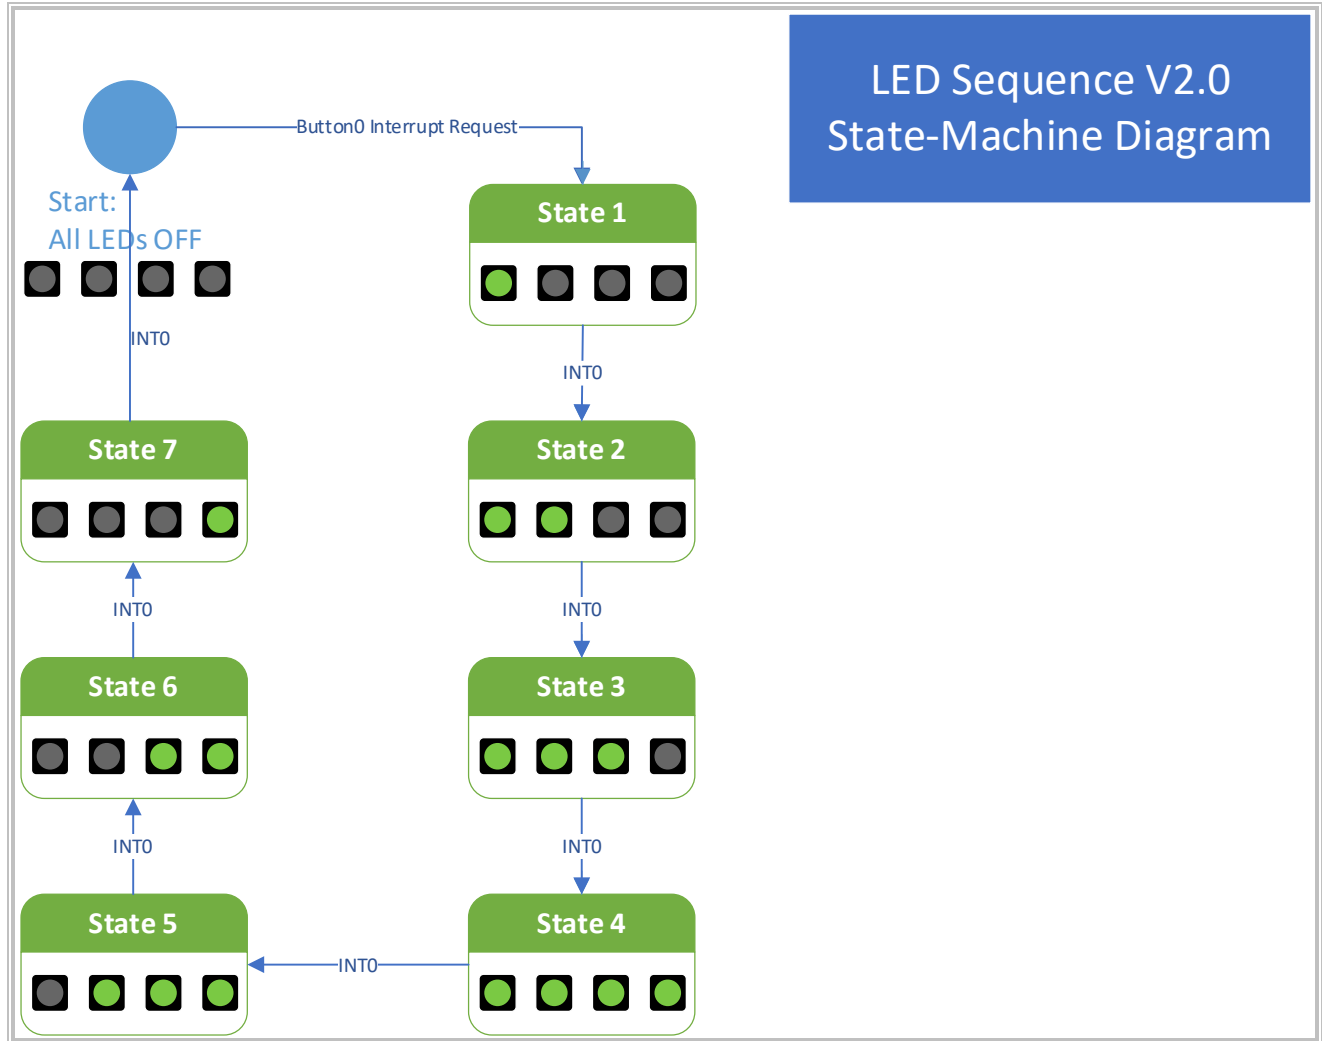 LED Sequence V2.0
State-Machine Diagram
Button0 Interrupt Request
Start:
All LEDs OFF
State 1
INT0
INT0
State 7
State 2
INT0
INT0
State 6
State 3
INT0
INT0
State 5
State 4
INT0